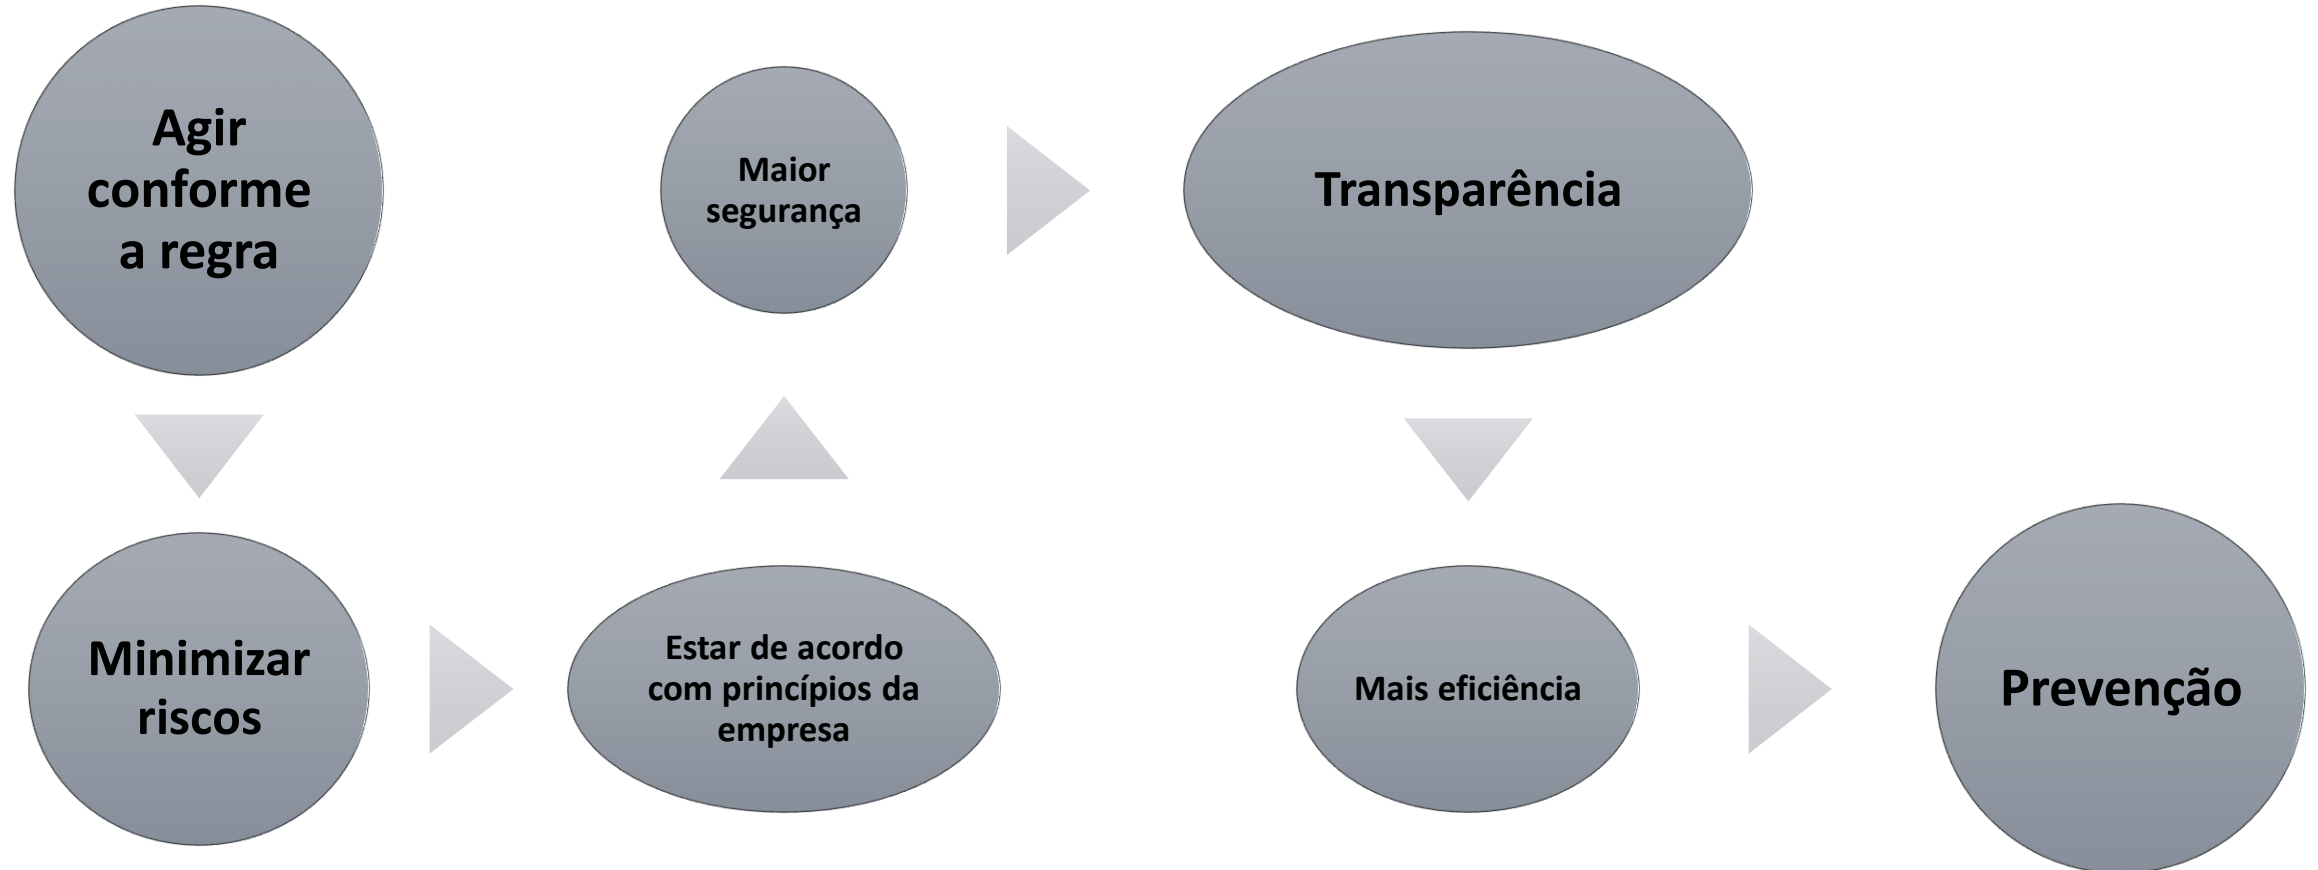 Agir
conforme
a regra
Minimizar
riscos
Estar de acordo
com princípios da
empresa
Maior
segurança
Transparência
Mais eficiência
Prevenção